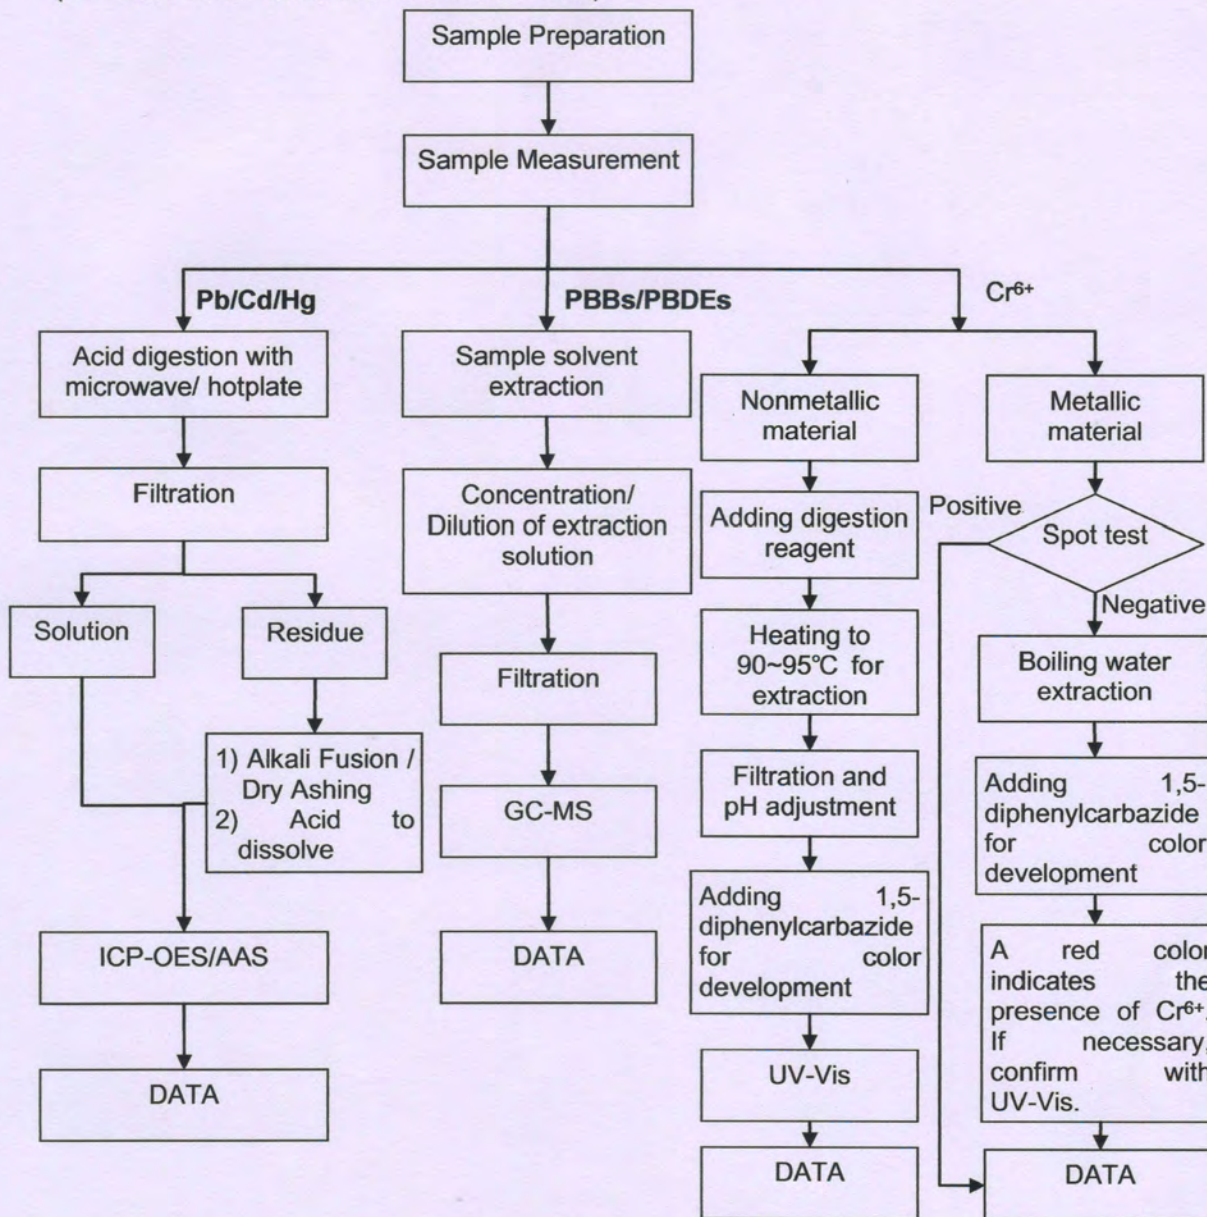 Sample Preparation
Sample Measurement
Pb/Cd/Hg
Acid digestion with
microwave/ hotplate
Filtration
Solution
Residue
1) Alkali Fusion /
Dry Ashing
2) Acid to
dissolve
ICP-OES/AAS
DATA
PBBs/PBDEs
Sample solvent
extraction
Concentration/
Dilution of extraction
solution
Filtration
GC-MS
DATA
Cr⁶⁺
Nonmetallic
material
Adding digestion
reagent
Heating to
90~95℃ for
extraction
Filtration and
pH adjustment
Adding 1,5-
diphenylcarbazide
for color
development
UV-Vis
DATA
Metallic
material
Positive
Spot test
Negative
Boiling water
extraction
Adding 1,5-
diphenylcarbazide
for color
development
A red color
indicates the
presence of Cr⁶⁺.
If necessary,
confirm with
UV-Vis.
DATA